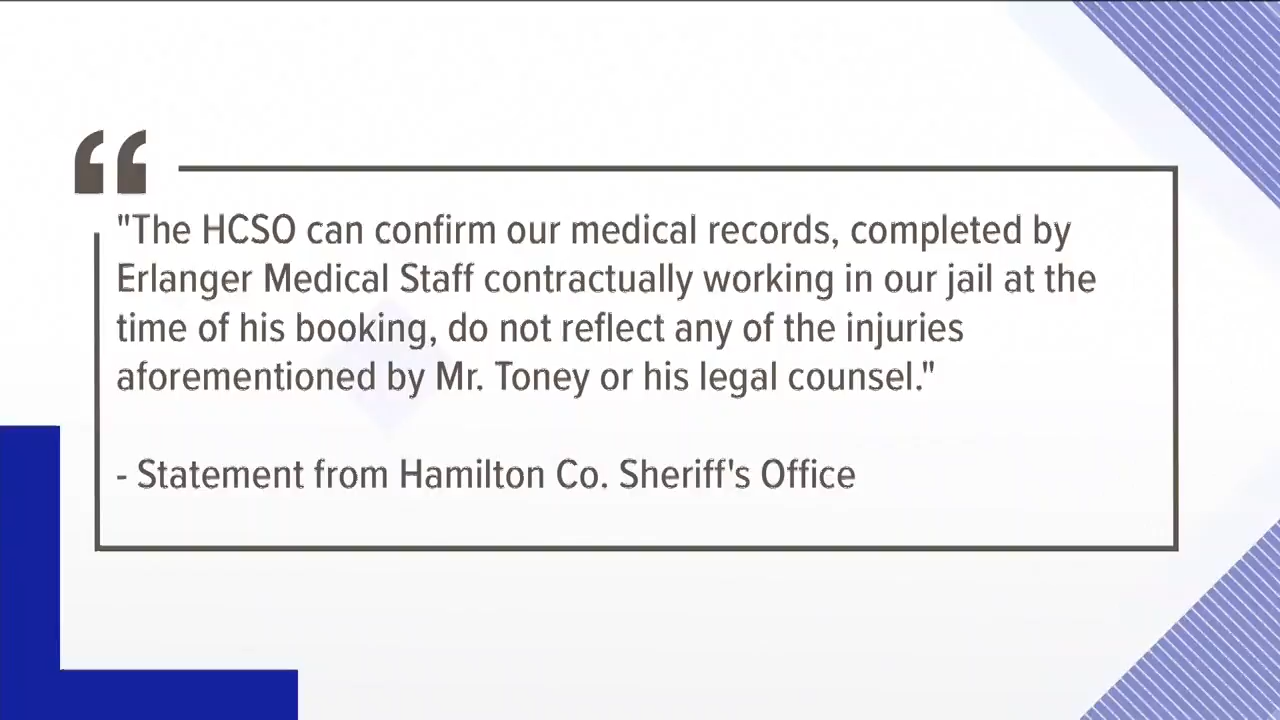 "The HCSO can confirm our medical records, completed by
Erlanger Medical Staff contractually working in our jail at the
time of his booking, do not reflect any of the injuries
aforementioned by Mr. Toney or his legal counsel."
- Statement from Hamilton Co. Sheriff's Office